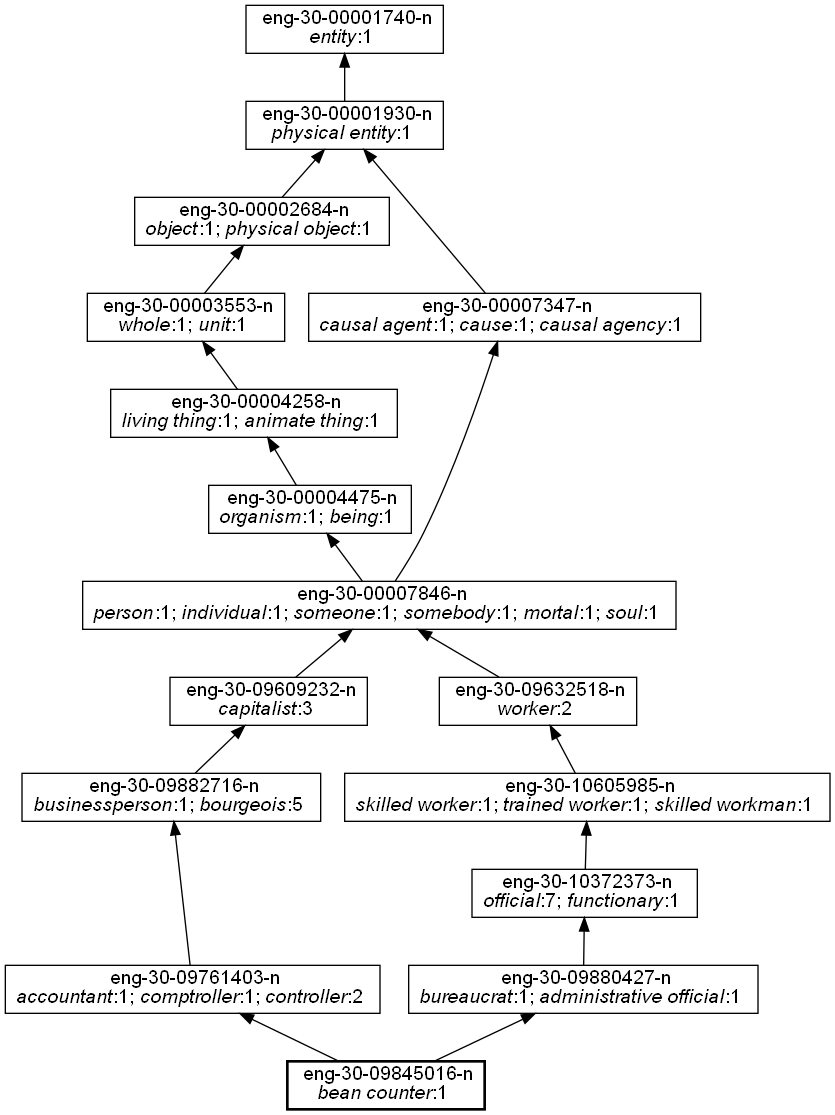 eng-30-00001740-n
entity:1
eng-30-00001930-n
physical entity:1
eng-30-00002684-n
object:1; physical object:1
eng-30-00003553-n
whole:1; unit:1
eng-30-00007347-n
causal agent:1; cause:1; causal agency:1
eng-30-00004258-n
living thing:1; animate thing:1
eng-30-00004475-n
organism:1; being:1
eng-30-00007846-n
person:1; individual:1; someone:1; somebody:1; mortal:1; soul:1
eng-30-09609232-n
capitalist:3
eng-30-09632518-n
worker:2
eng-30-09882716-n
businessperson:1; bourgeois:5
eng-30-10605985-n
skilled worker:1; trained worker:1; skilled workman:1
eng-30-10372373-n
official:7; functionary:1
eng-30-09761403-n
accountant:1; comptroller:1; controller:2
eng-30-09880427-n
bureaucrat:1; administrative official:1
eng-30-09845016-n
bean counter:1